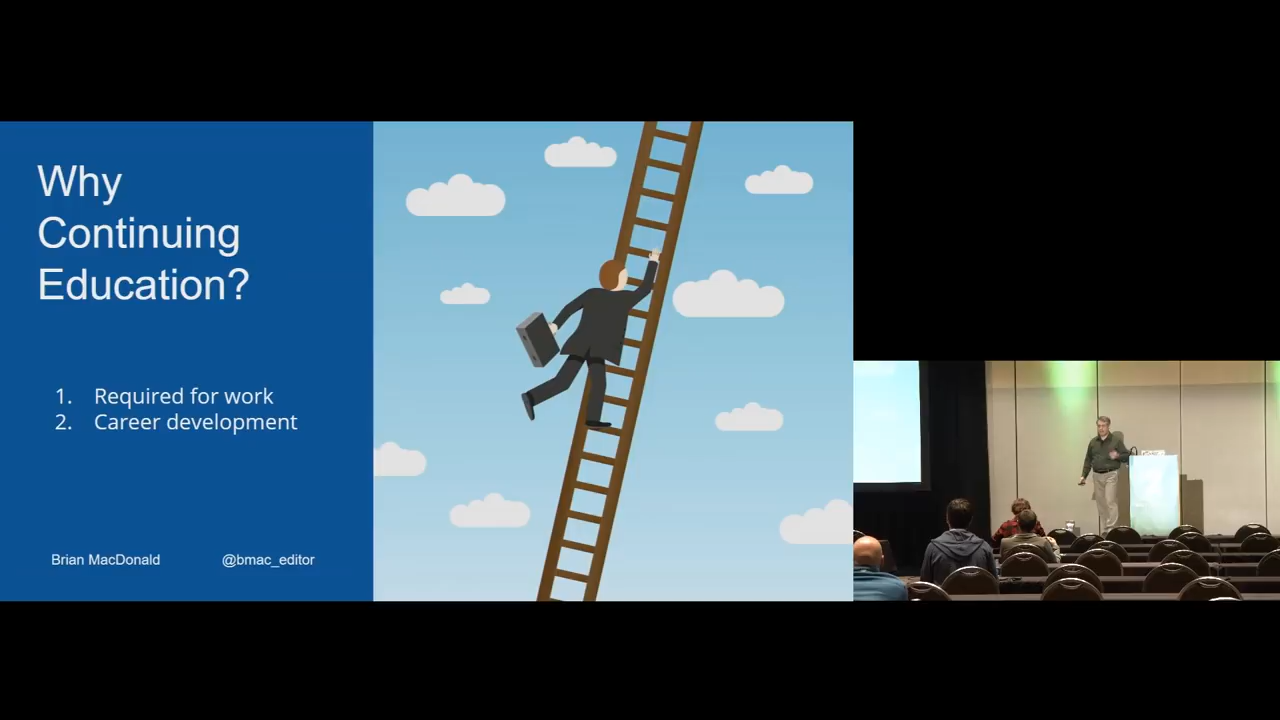 Why
Continuing
Education?
1. Required for work
2. Career development
Brian MacDonald @bmac_editor